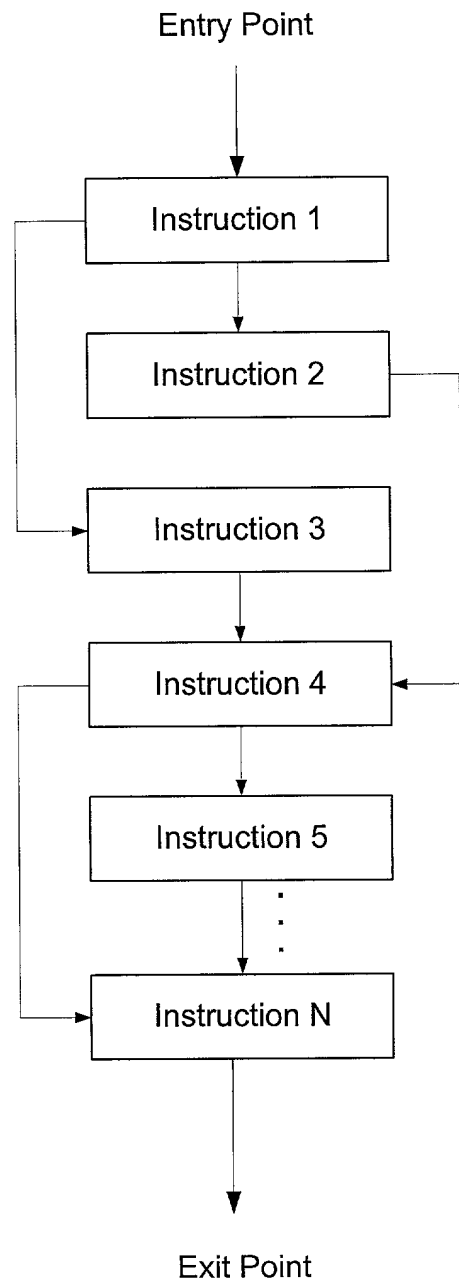 Entry Point
Instruction 1
Instruction 2
Instruction 3
Instruction 4
Instruction 5
Instruction N
Exit Point